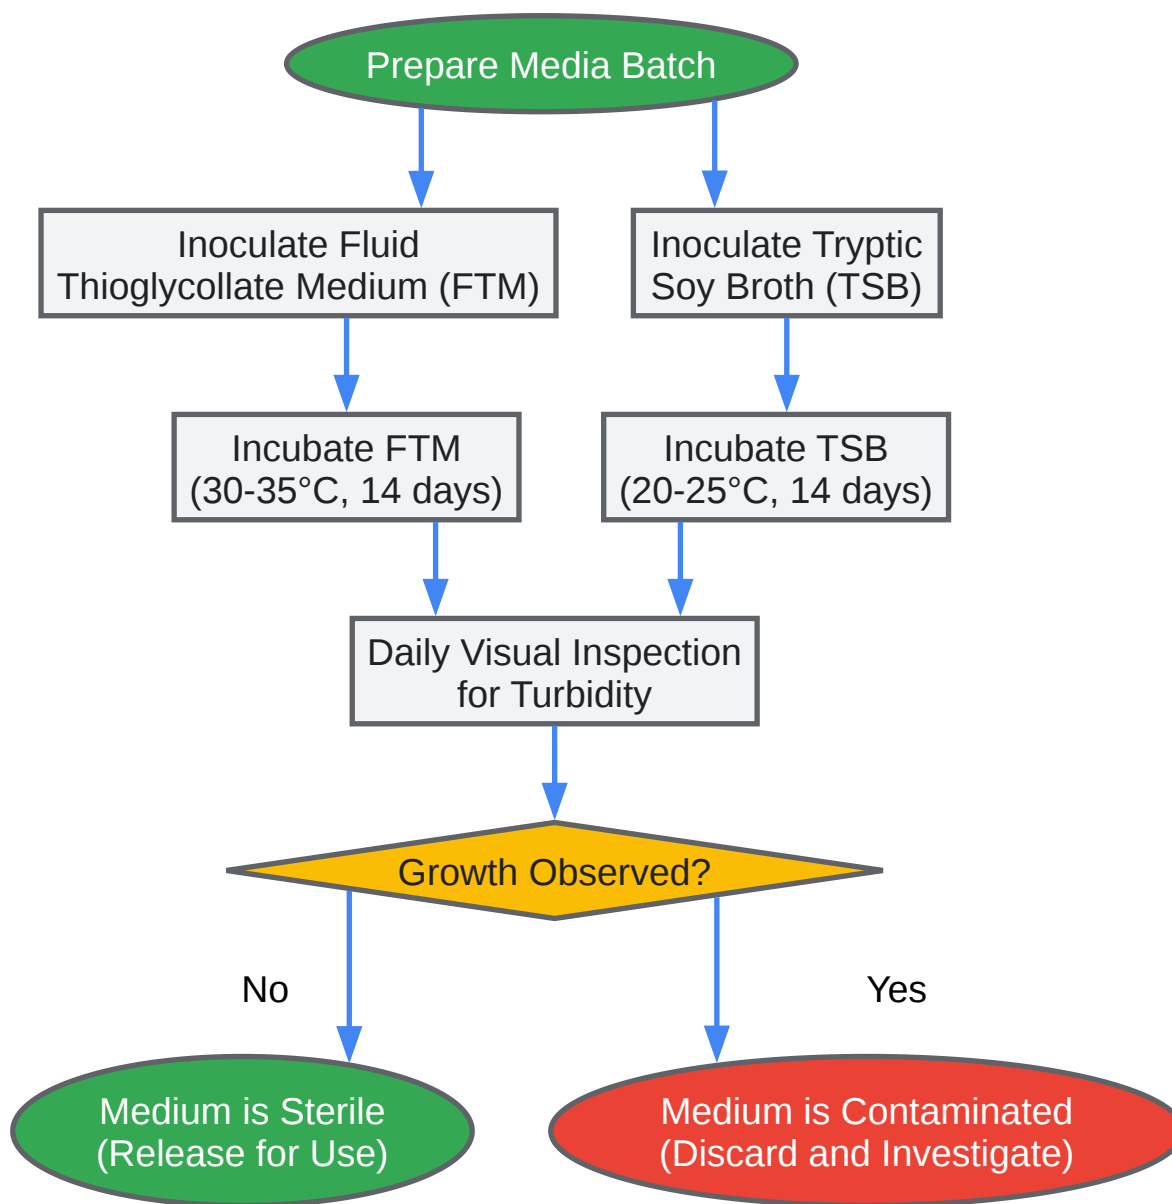 Prepare Media Batch
Inoculate Fluid
Thioglycollate Medium (FTM)
Inoculate Tryptic
Soy Broth (TSB)
Incubate FTM
(30-35°C, 14 days)
Incubate TSB
(20-25°C, 14 days)
Daily Visual Inspection
for Turbidity
Growth Observed?
No
Yes
Medium is Sterile
(Release for Use)
Medium is Contaminated
(Discard and Investigate)